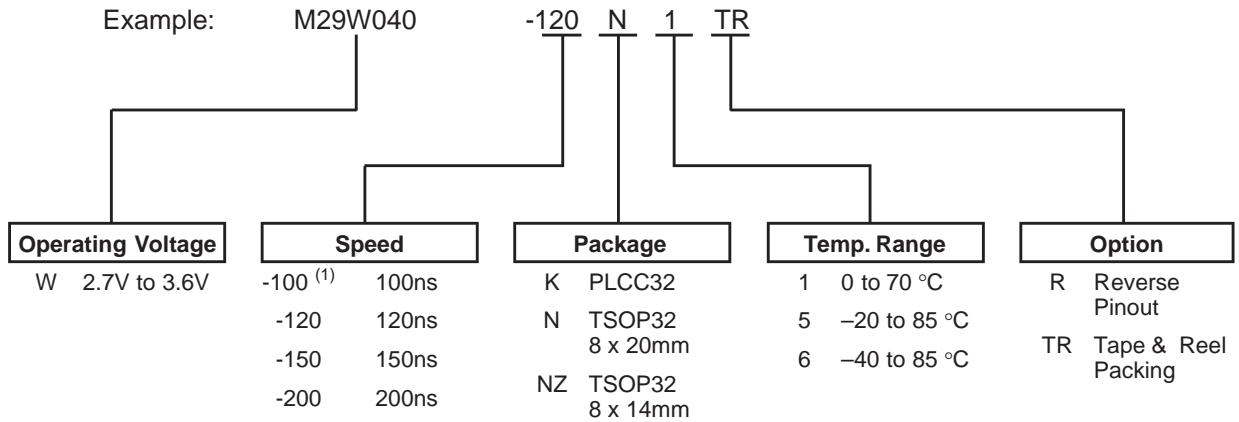 Example: M29W040 -120 N 1 TR
Operating Voltage
W 2.7V to 3.6V
Speed
-100 (1) 100ns
-120 120ns
-150 150ns
-200 200ns
Package
K PLCC32
N TSOP32
8 x 20mm
NZ TSOP32
8 x 14mm
Temp. Range
1 0 to 70 °C
5 –20 to 85 °C
6 –40 to 85 °C
Option
R Reverse
Pinout
TR Tape & Reel
Packing